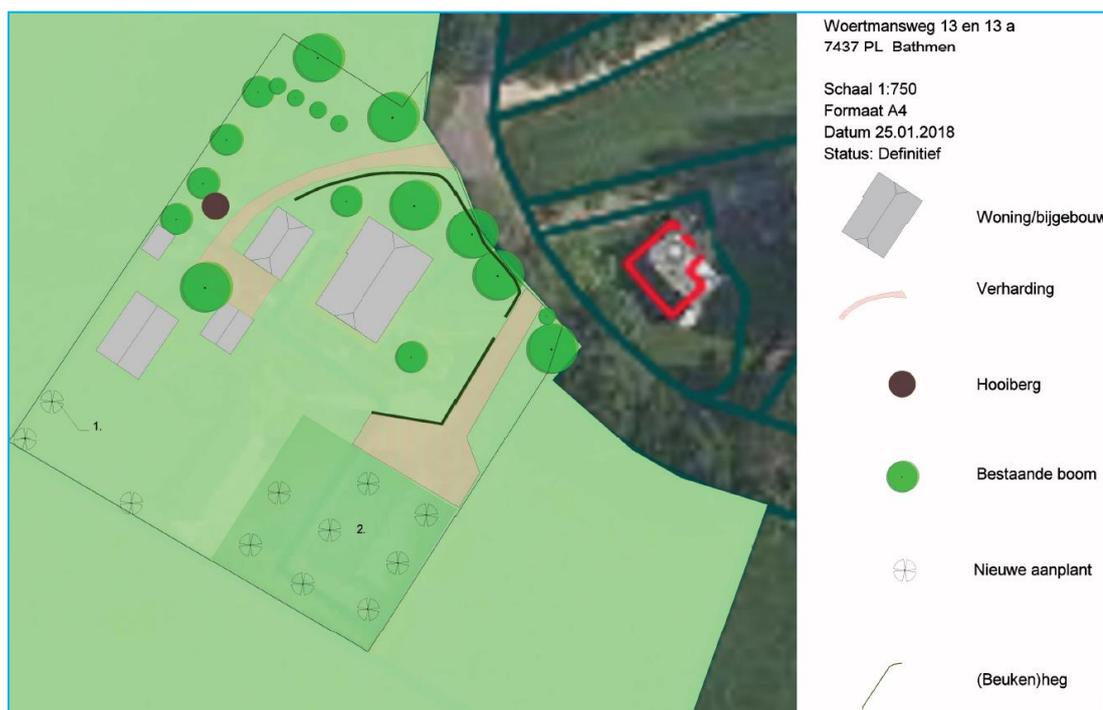 Woertmansweg 13 en 13 a
7437 PL Bathmen
Schaal 1:750
Formaat A4
Datum 25.01.2018
Status: Definitief
Woning/bijgebouw
Verharding
Hooiberg
Bestaande boom
Nieuwe aanplant
(Beuken)heg
1.
2.